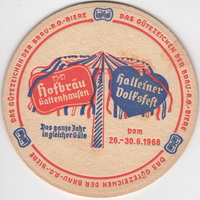 DAS GÜTEZEICHEN DER BRAU-A.G.-BIERE
Hofbräu
Kaltenhausen
Halleiner
Volksfest
Das ganze Jahr
in gleicher Güte
vom
26.-30.6.1968
DAS GÜTEZEICHEN DER BRAU-A.G.-BIERE